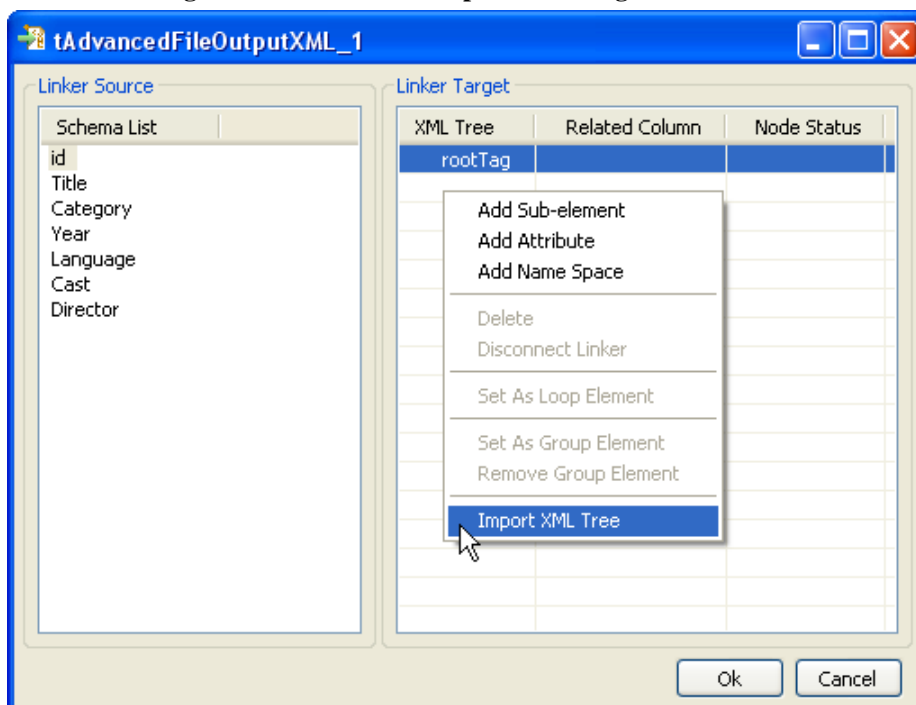 tAdvancedFileOutputXML_1
Linker Source
Schema List
id
Title
Category
Year
Language
Cast
Director
Linker Target
XML Tree Related Column Node Status
rootTag
Add Sub-element
Add Attribute
Add Name Space
Delete
Disconnect Linker
Set As Loop Element
Set As Group Element
Remove Group Element
Import XML Tree
Ok Cancel